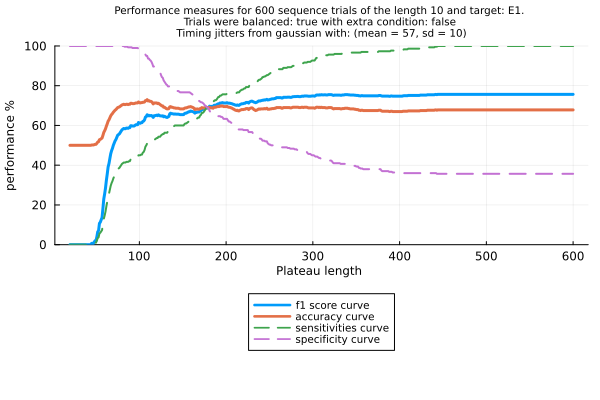 Performance measures for 600 sequence trials of the length 10 and target: E1.
Trials were balanced: true with extra condition: false
Timing jitters from gaussian with: (mean = 57, sd = 10)
performance %
100
80
60
40
20
0
100 200 300 400 500 600
Plateau length
f1 score curve
accuracy curve
sensitivities curve
specificity curve